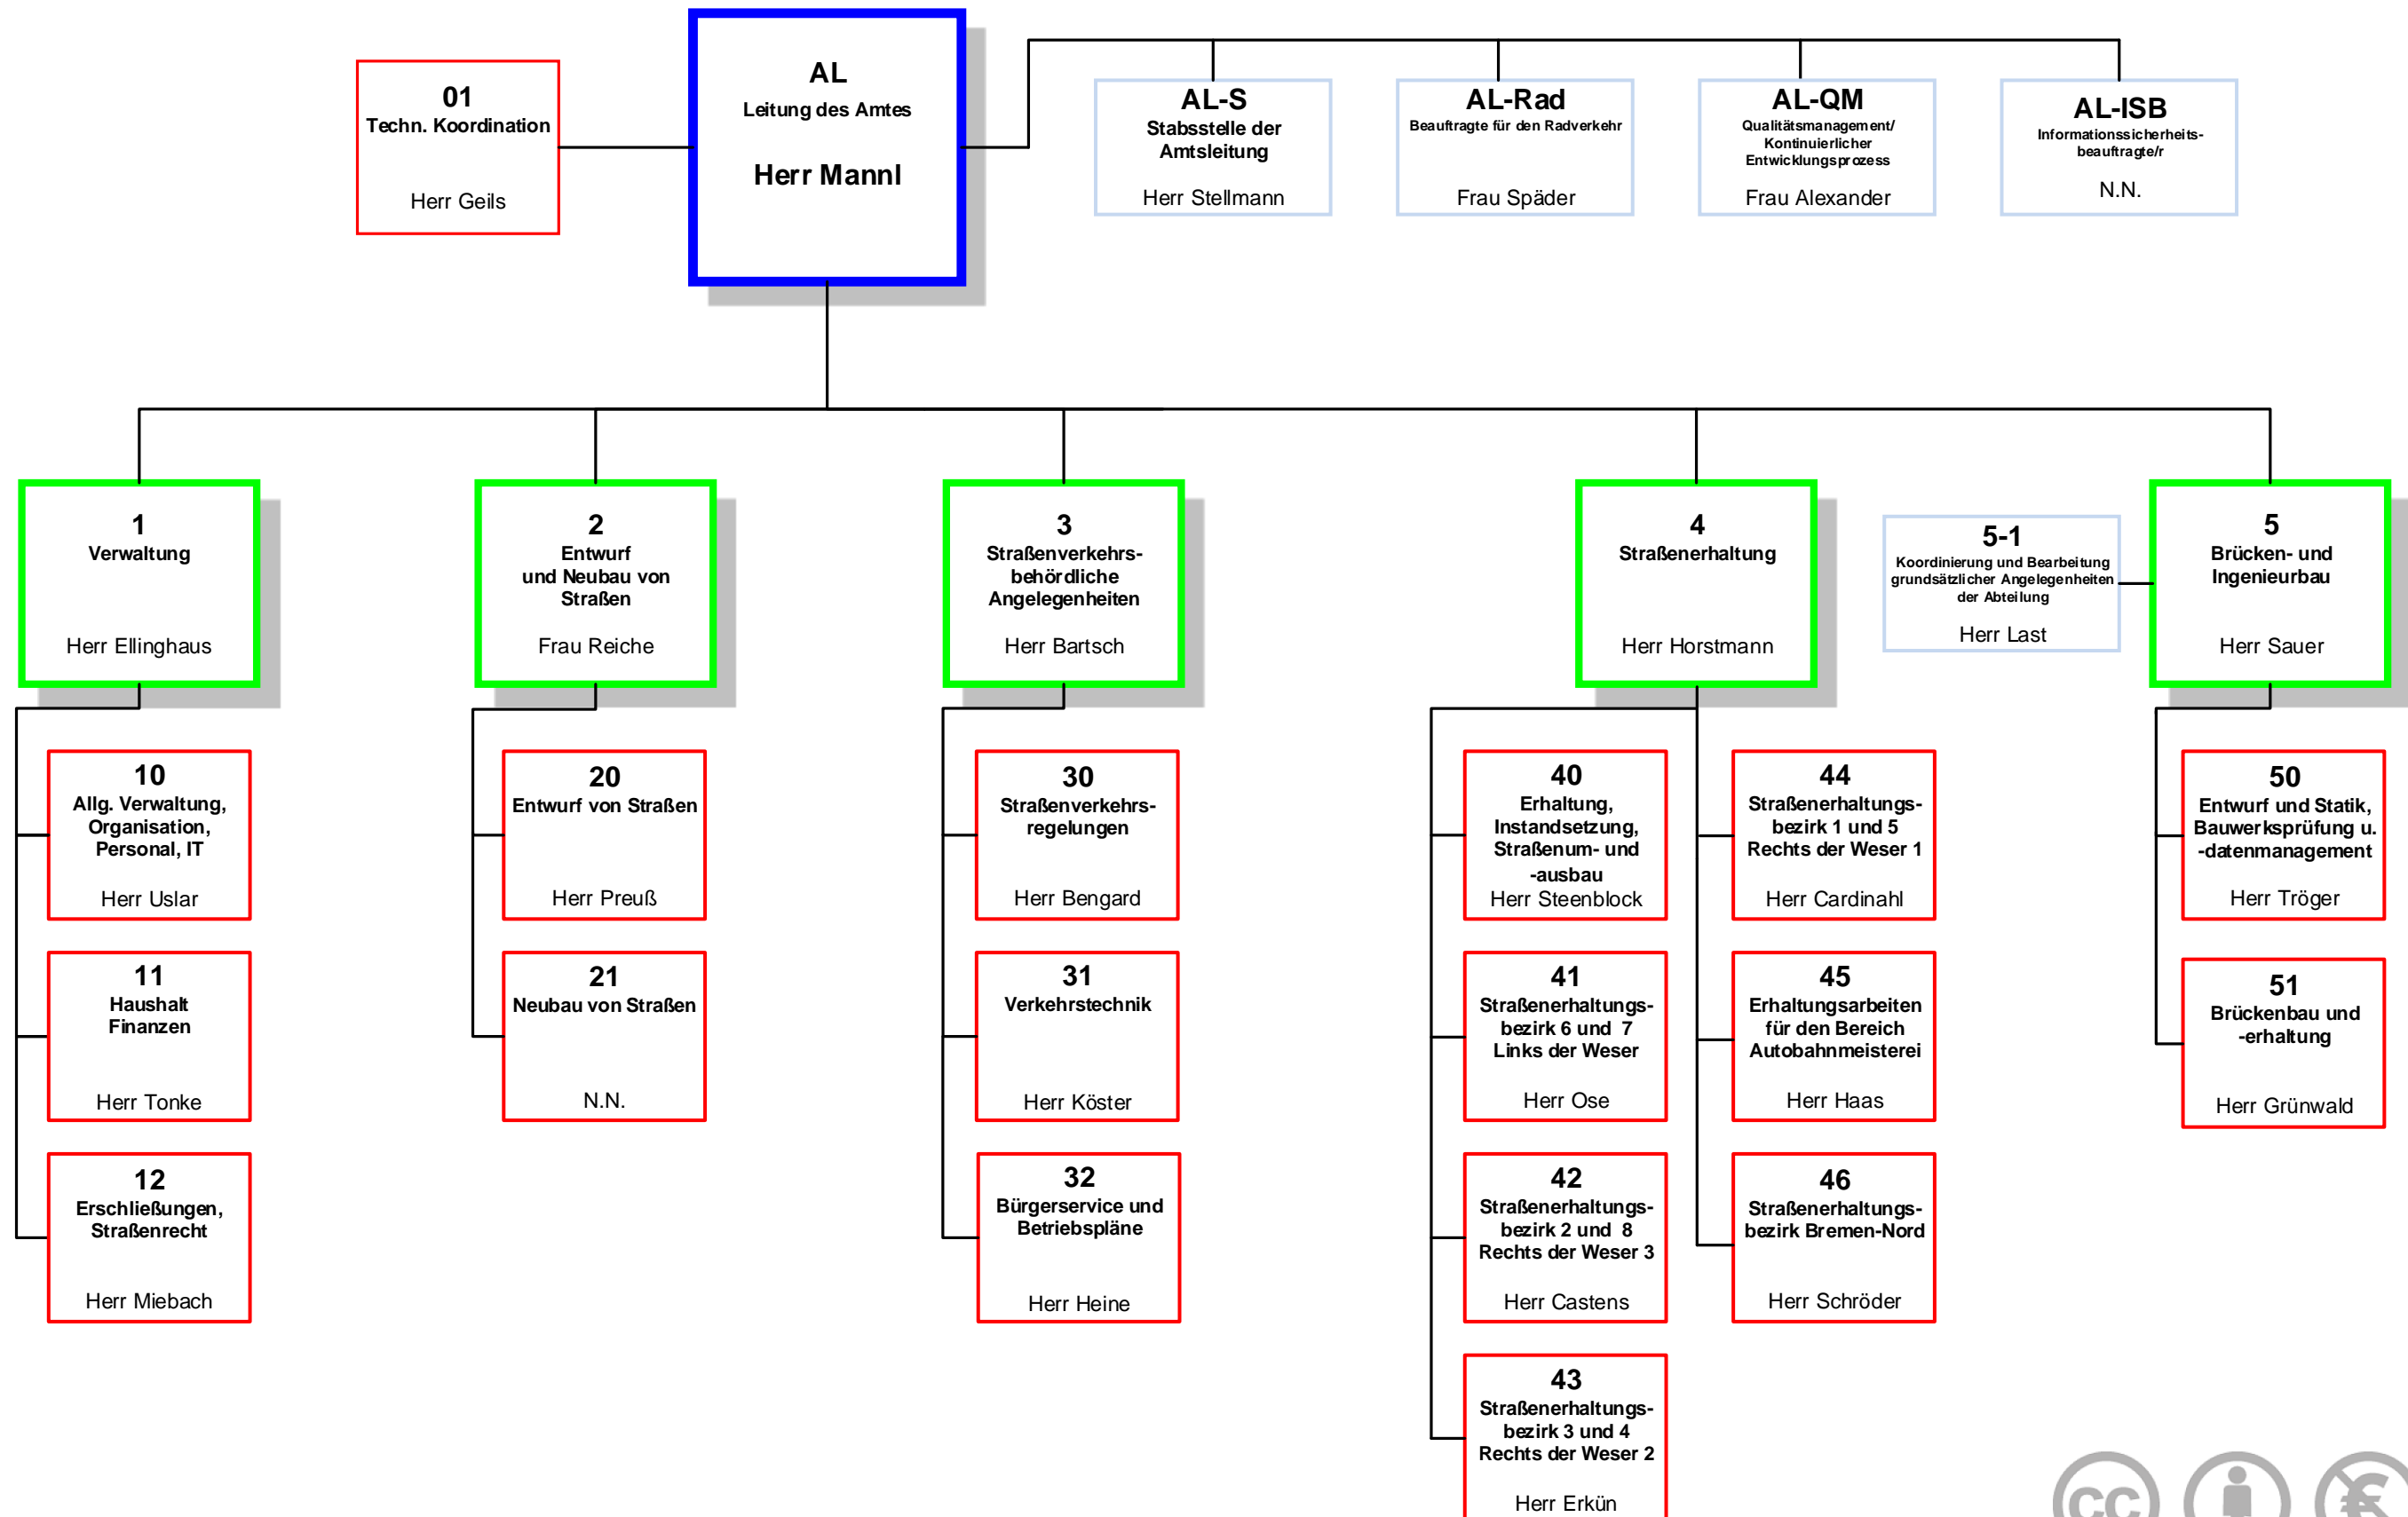 01
Techn. Koordination
Herr Geils
AL
Leitung des Amtes
Herr Mannl
AL-S
Stabsstelle der
Amtsleitung
Herr Stellmann
AL-Rad
Beauftragte für den Radverkehr
Frau Späder
AL-QM
Qualitätsmanagement/
Kontinuierlicher
Entwicklungsprozess
Frau Alexander
AL-ISB
Informationssicherheits-
beauftragte/r
N.N.
1
Verwaltung
Herr Ellinghaus
2
Entwurf
und Neubau von
Straßen
Frau Reiche
3
Straßenverkehrs-
behördliche
Angelegenheiten
Herr Bartsch
4
Straßenerhaltung
Herr Horstmann
5-1
Koordinierung und Bearbeitung
grundsätzlicher Angelegenheiten
der Abteilung
Herr Last
5
Brücken- und
Ingenieurbau
Herr Sauer
10
Allg. Verwaltung,
Organisation,
Personal, IT
Herr Uslar
11
Haushalt
Finanzen
Herr Tonke
12
Erschließungen,
Straßenrecht
Herr Miebach
20
Entwurf von Straßen
Herr Preuß
21
Neubau von Straßen
N.N.
30
Straßenverkehrs-
regelungen
Herr Bengard
31
Verkehrstechnik
Herr Köster
32
Bürgerservice und
Betriebspläne
Herr Heine
40
Erhaltung,
Instandsetzung,
Straßenum- und
-ausbau
Herr Steenblock
41
Straßenerhaltungs-
bezirk 6 und 7
Links der Weser
Herr Ose
42
Straßenerhaltungs-
bezirk 2 und 8
Rechts der Weser 3
Herr Castens
43
Straßenerhaltungs-
bezirk 3 und 4
Rechts der Weser 2
Herr Erkün
44
Straßenerhaltungs-
bezirk 1 und 5
Rechts der Weser 1
Herr Cardinahl
45
Erhaltungsarbeiten
für den Bereich
Autobahnmeisterei
Herr Haas
46
Straßenerhaltungs-
bezirk Bremen-Nord
Herr Schröder
50
Entwurf und Statik,
Bauwerksprüfung u.
-datenmanagement
Herr Tröger
51
Brückenbau und
-erhaltung
Herr Grünwald
cc
€